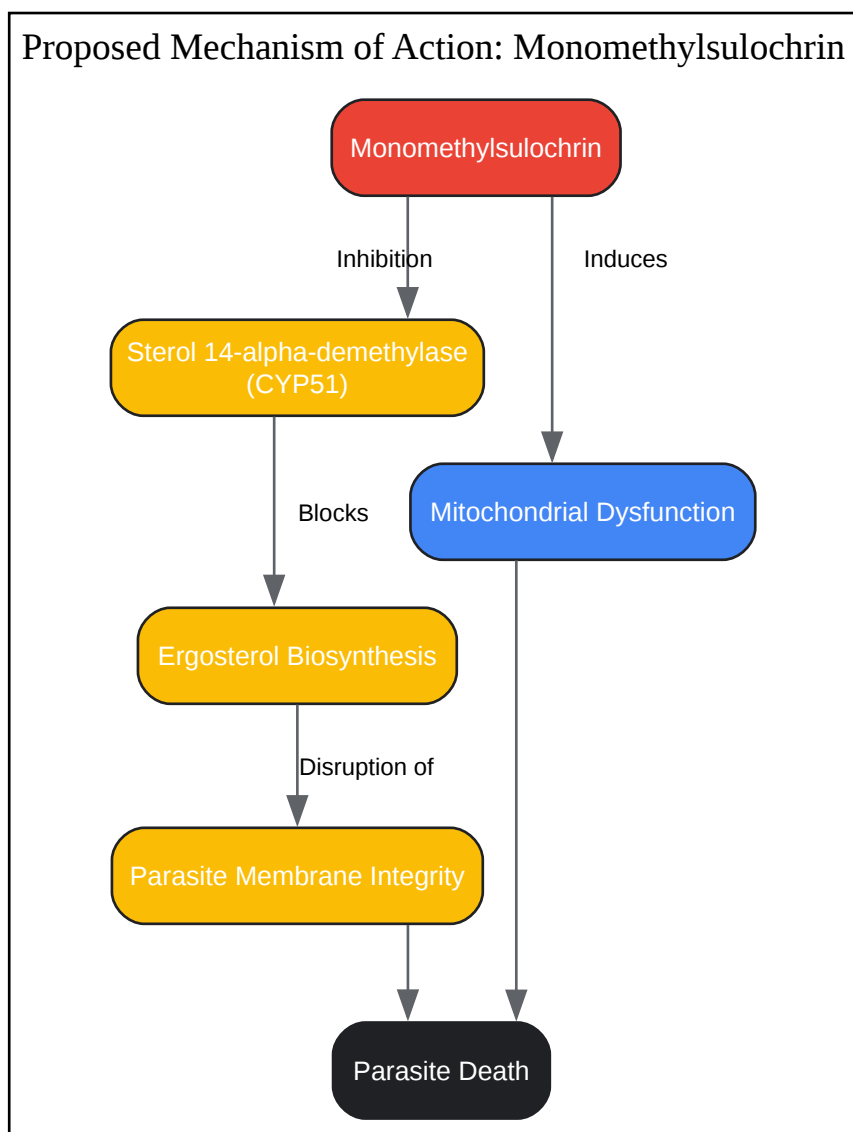 Proposed Mechanism of Action: Monomethylsulochrin
Monomethylsulochrin
Inhibition
Induces
Sterol 14-alpha-demethylase
(CYP51)
Blocks
Mitochondrial Dysfunction
Ergosterol Biosynthesis
Disruption of
Parasite Membrane Integrity
Parasite Death